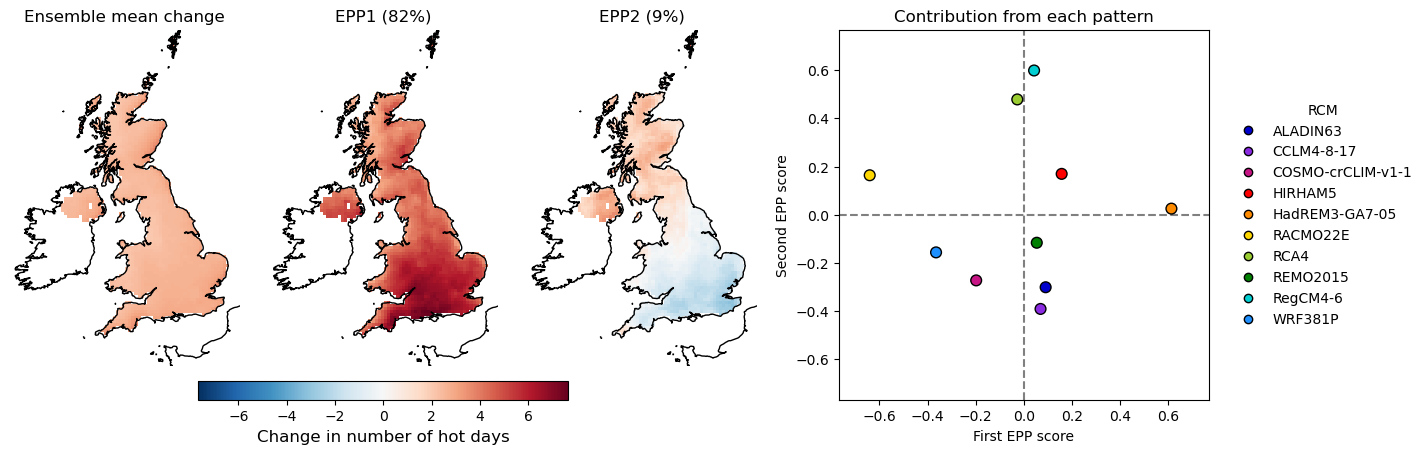 Ensemble mean change
EPP1 (82%)
EPP2 (9%)
−6 −4 −2 0 2 4 6
Change in number of hot days
Contribution from each pattern
Second EPP score
0.6
0.4
0.2
0.0
−0.2
−0.4
−0.6
−0.6 −0.4 −0.2 0.0 0.2 0.4 0.6
First EPP score
RCM
ALADIN63
CCLM4-8-17
COSMO-crCLIM-v1-1
HIRHAM5
HadREM3-GA7-05
RACMO22E
RCA4
REMO2015
RegCM4-6
WRF381P